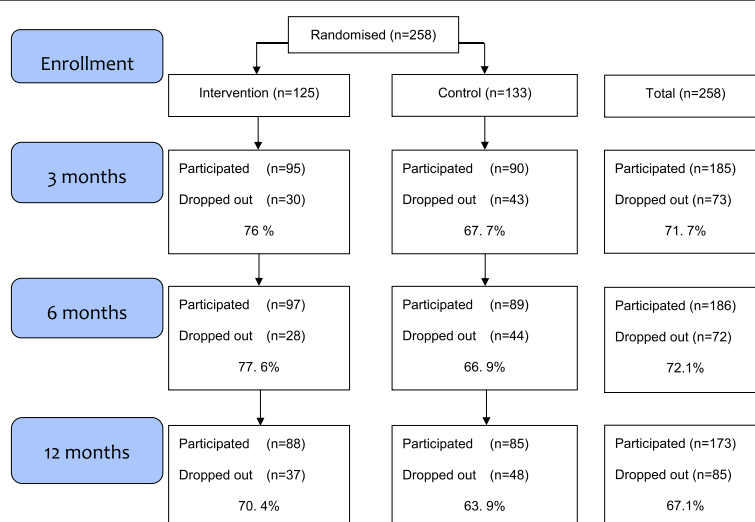 Randomised (n=258)
Enrollment
Intervention (n=125)
Control (n=133)
Total (n=258)
3 months
Participated (n=95)
Dropped out (n=30)
76 %
Participated (n=90)
Dropped out (n=43)
67. 7%
Participated (n=185)
Dropped out (n=73)
71. 7%
6 months
Participated (n=97)
Dropped out (n=28)
77. 6%
Participated (n=89)
Dropped out (n=44)
66. 9%
Participated (n=186)
Dropped out (n=72)
72.1%
12 months
Participated (n=88)
Dropped out (n=37)
70. 4%
Participated (n=85)
Dropped out (n=48)
63. 9%
Participated (n=173)
Dropped out (n=85)
67.1%